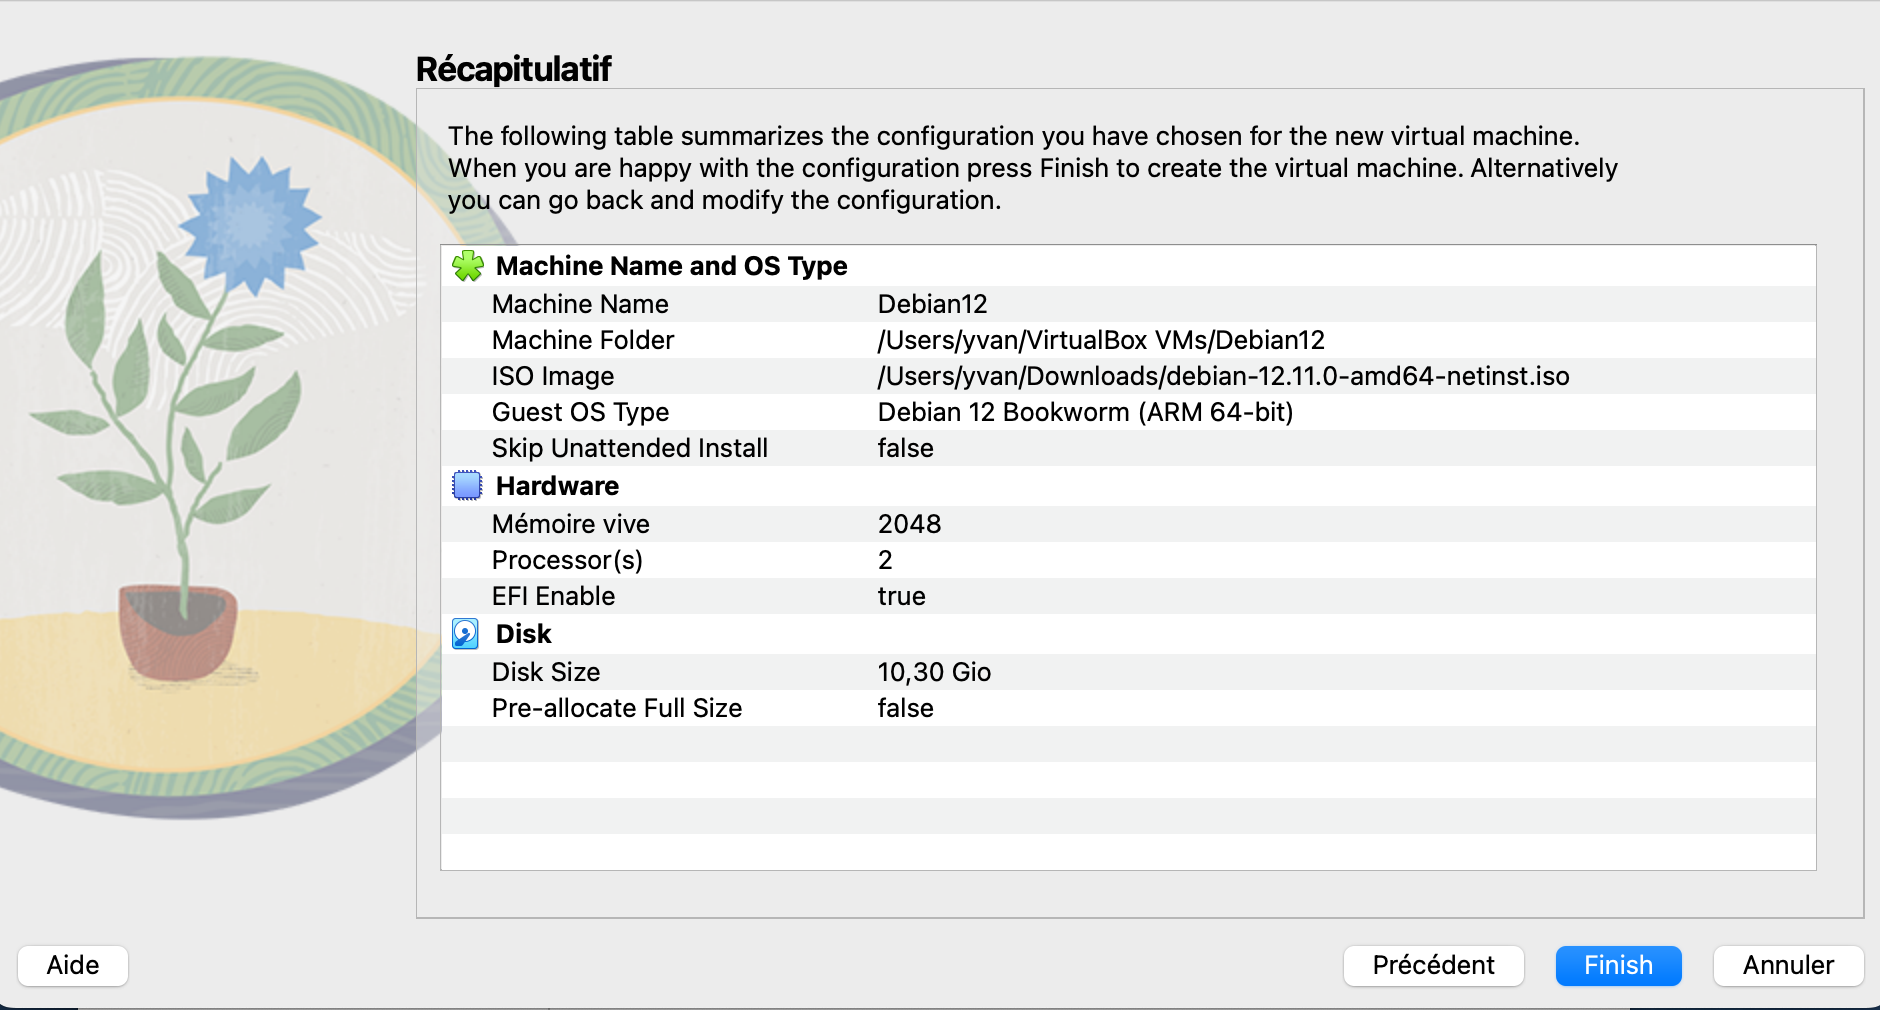 Récapitulatif
The following table summarizes the configuration you have chosen for the new virtual machine.
When you are happy with the configuration press Finish to create the virtual machine. Alternatively
you can go back and modify the configuration.
Machine Name and OS Type
Machine Name Debian12
Machine Folder /Users/yvan/VirtualBox VMs/Debian12
ISO Image /Users/yvan/Downloads/debian-12.11.0-amd64-netinst.iso
Guest OS Type Debian 12 Bookworm (ARM 64-bit)
Skip Unattended Install false
Hardware
Mémoire vive 2048
Processor(s) 2
EFI Enable true
Disk
Disk Size 10,30 Gio
Pre-allocate Full Size false
Aide Précédent Finish Annuler